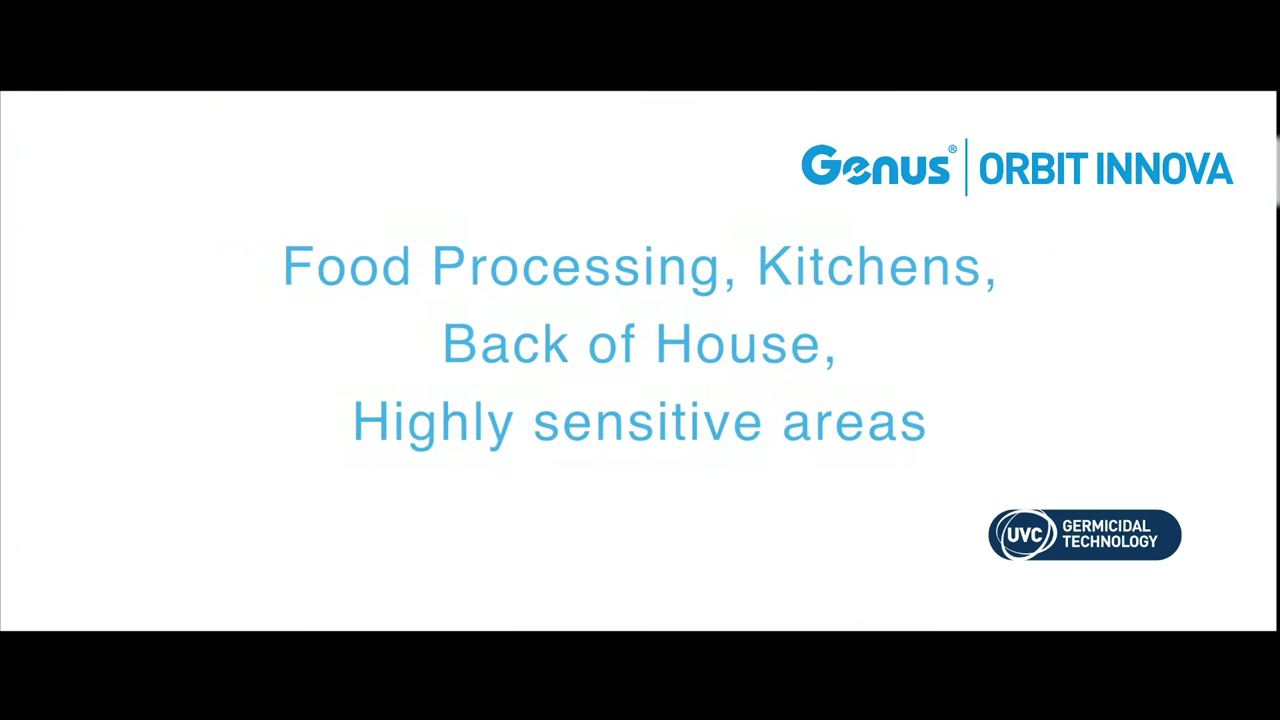 Genus® | ORBIT INNOVA
Food Processing, Kitchens,
Back of House,
Highly sensitive areas
UVC
GERMICIDAL
TECHNOLOGY